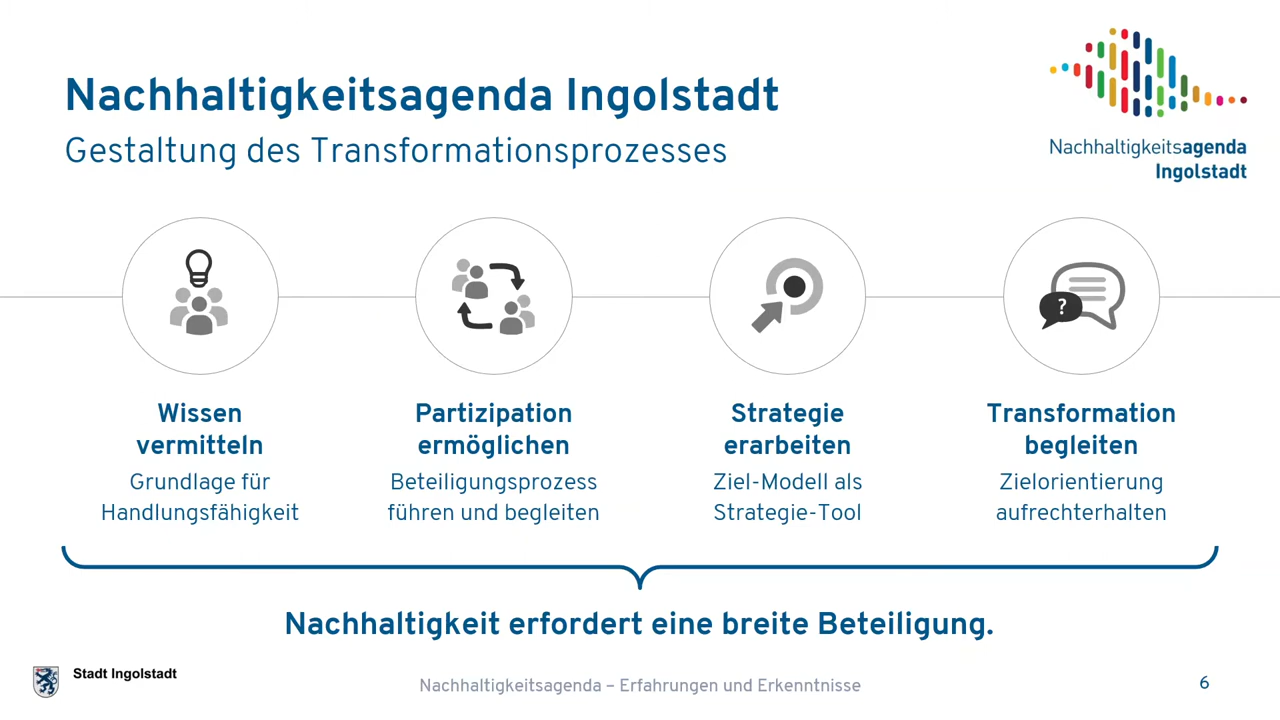 Nachhaltigkeitsagenda Ingolstadt
Gestaltung des Transformationsprozesses
Nachhaltigkeitsagenda
Ingolstadt
?
Wissen
vermitteln
Grundlage für
Handlungsfähigkeit
Partizipation
ermöglichen
Beteiligungsprozess
führen und begleiten
Strategie
erarbeiten
Ziel-Modell als
Strategie-Tool
Transformation
begleiten
Zielorientierung
aufrechterhalten
Nachhaltigkeit erfordert eine breite Beteiligung.
Stadt Ingolstadt
Nachhaltigkeitsagenda – Erfahrungen und Erkenntnisse
6